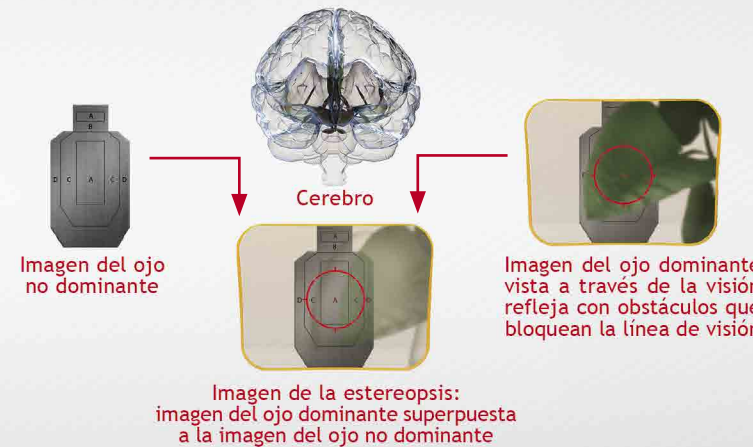 A
B
D C A C D
Cerebro
Imagen del ojo
no dominante
A
B
D C A C D
Imagen del ojo dominante
vista a través de la visión
refleja con obstáculos que
bloquean la línea de visión
Imagen de la estereopsis:
imagen del ojo dominante superpuesta
a la imagen del ojo no dominante